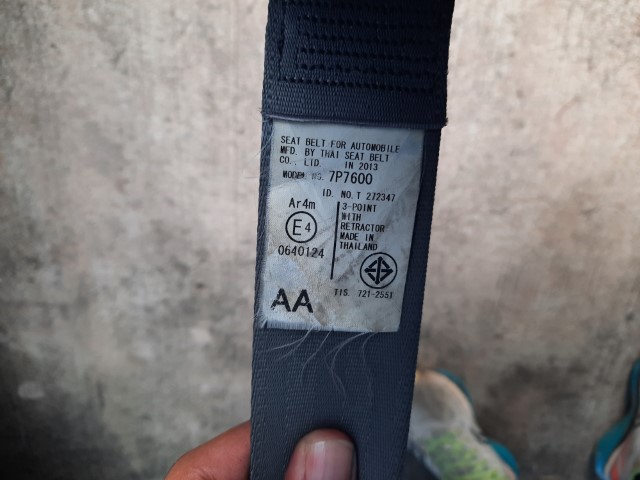 SEAT BELT FOR AUTOMOBILE
MFD. BY THAI SEAT BELT
CO., LTD. IN 2013
MODEL NO. 7P7600
ID. NO. T 272347
Ar4m
E4
0640124
3-POINT
WITH
RETRACTOR
MADE IN
THAILAND
TIS. 721-2551
AA